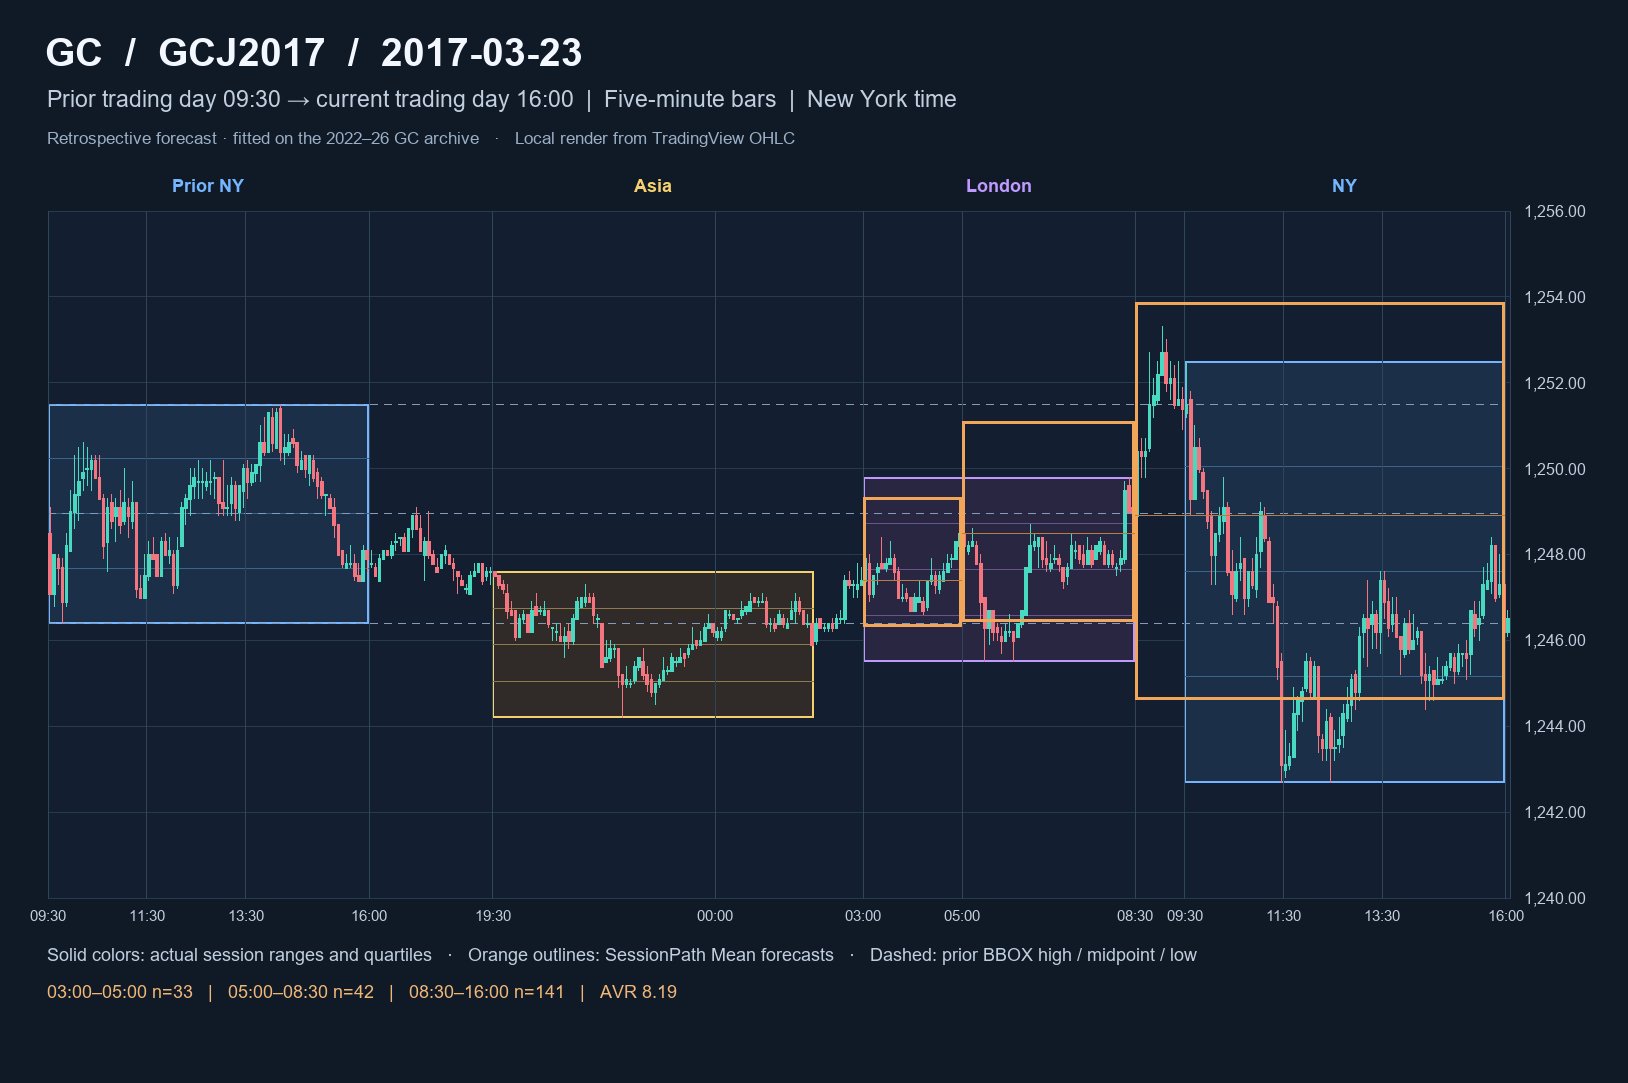 GC / GCJ2017 / 2017-03-23
Prior trading day 09:30 → current trading day 16:00 | Five-minute bars | New York time
Retrospective forecast · fitted on the 2022–26 GC archive · Local render from TradingView OHLC
Prior NY Asia London NY
1,256.00
1,254.00
1,252.00
1,250.00
1,248.00
1,246.00
1,244.00
1,242.00
1,240.00
09:30 11:30 13:30 16:00 19:30 00:00 03:00 05:00 08:30 09:30 11:30 13:30 16:00
Solid colors: actual session ranges and quartiles · Orange outlines: SessionPath Mean forecasts · Dashed: prior BBOX high / midpoint / low
03:00–05:00 n=33 | 05:00–08:30 n=42 | 08:30–16:00 n=141 | AVR 8.19